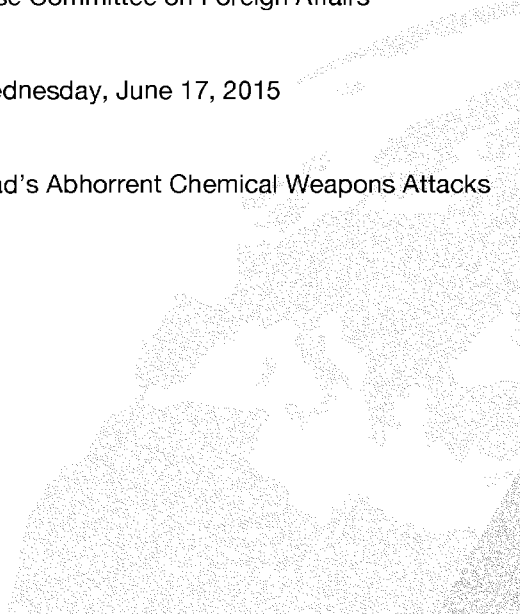 se Committee on Foreign Affairs
ednesday, June 17, 2015
ad's Abhorrent Chemical Weapons Attacks